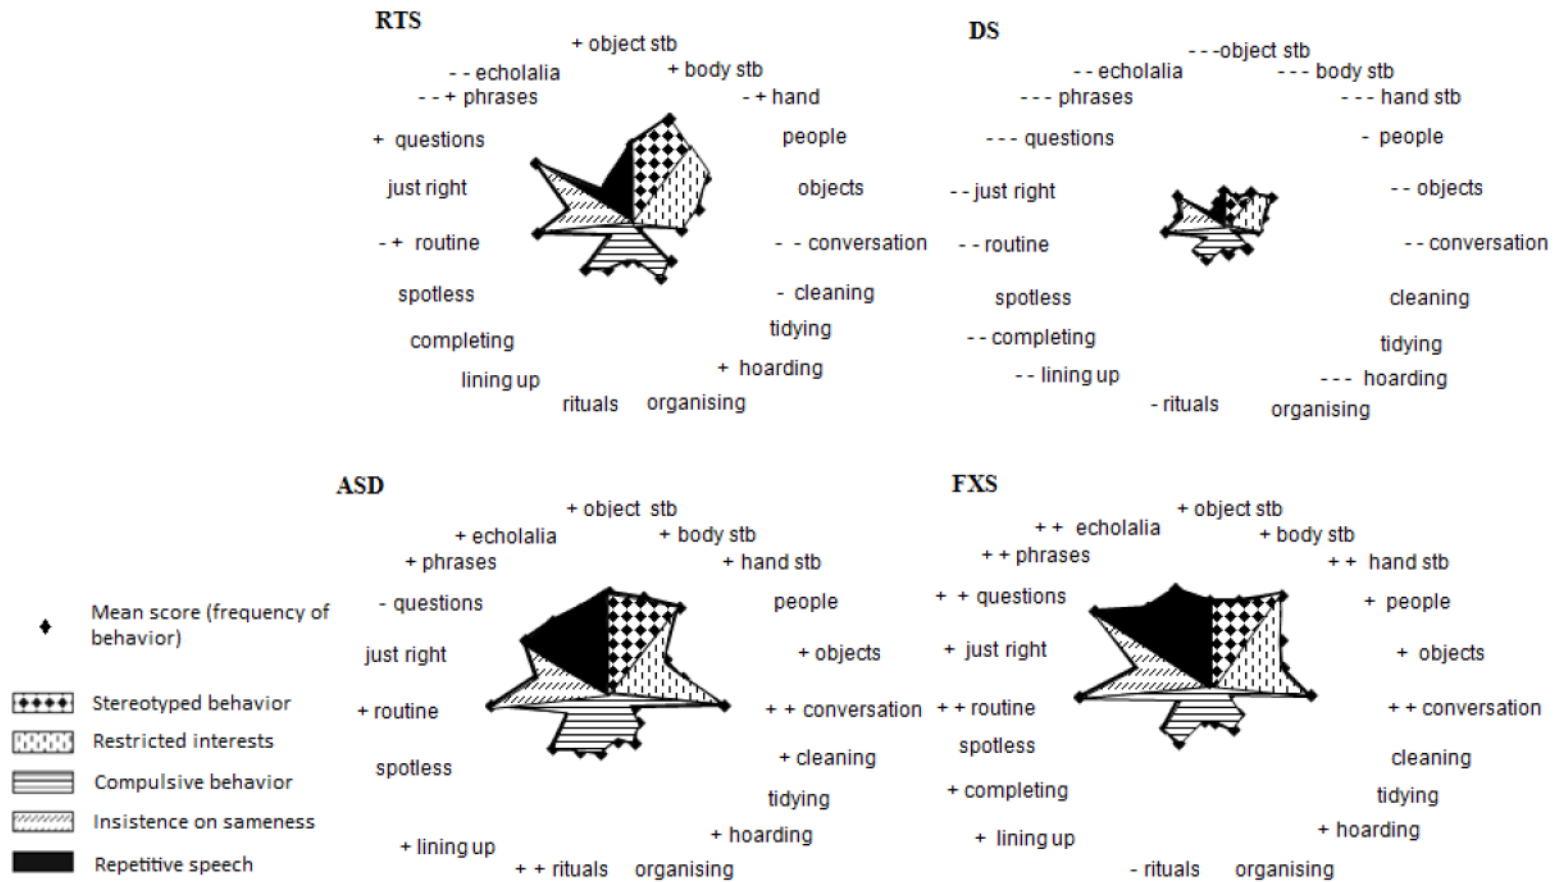 RTS
+ object stb
+ body stb
- + hand
people
objects
- - conversation
- cleaning
tidying
+ hoarding
organising
rituals
lining up
completing
spotless
- + routine
just right
+ questions
- - + phrases
- - echolalia
DS
- - -object stb
- - - body stb
- - - hand stb
- people
- - objects
- - conversation
cleaning
tidying
- - - hoarding
organising
- rituals
- - lining up
- - completing
spotless
- - routine
- - just right
- - - questions
- - - phrases
- - echolalia
ASD
+ object stb
+ body stb
+ hand stb
people
+ objects
+ + conversation
+ cleaning
tidying
+ hoarding
organising
+ + rituals
+ lining up
spotless
+ routine
just right
- questions
+ phrases
+ echolalia
FXS
+ object stb
+ body stb
+ + hand stb
+ people
+ objects
+ + conversation
cleaning
tidying
+ hoarding
organising
- rituals
+ lining up
+ completing
spotless
+ + routine
+ just right
+ + questions
+ + phrases
+ + echolalia
Mean score (frequency of
behavior)
Stereotyped behavior
Restricted interests
Compulsive behavior
Insistence on sameness
Repetitive speech